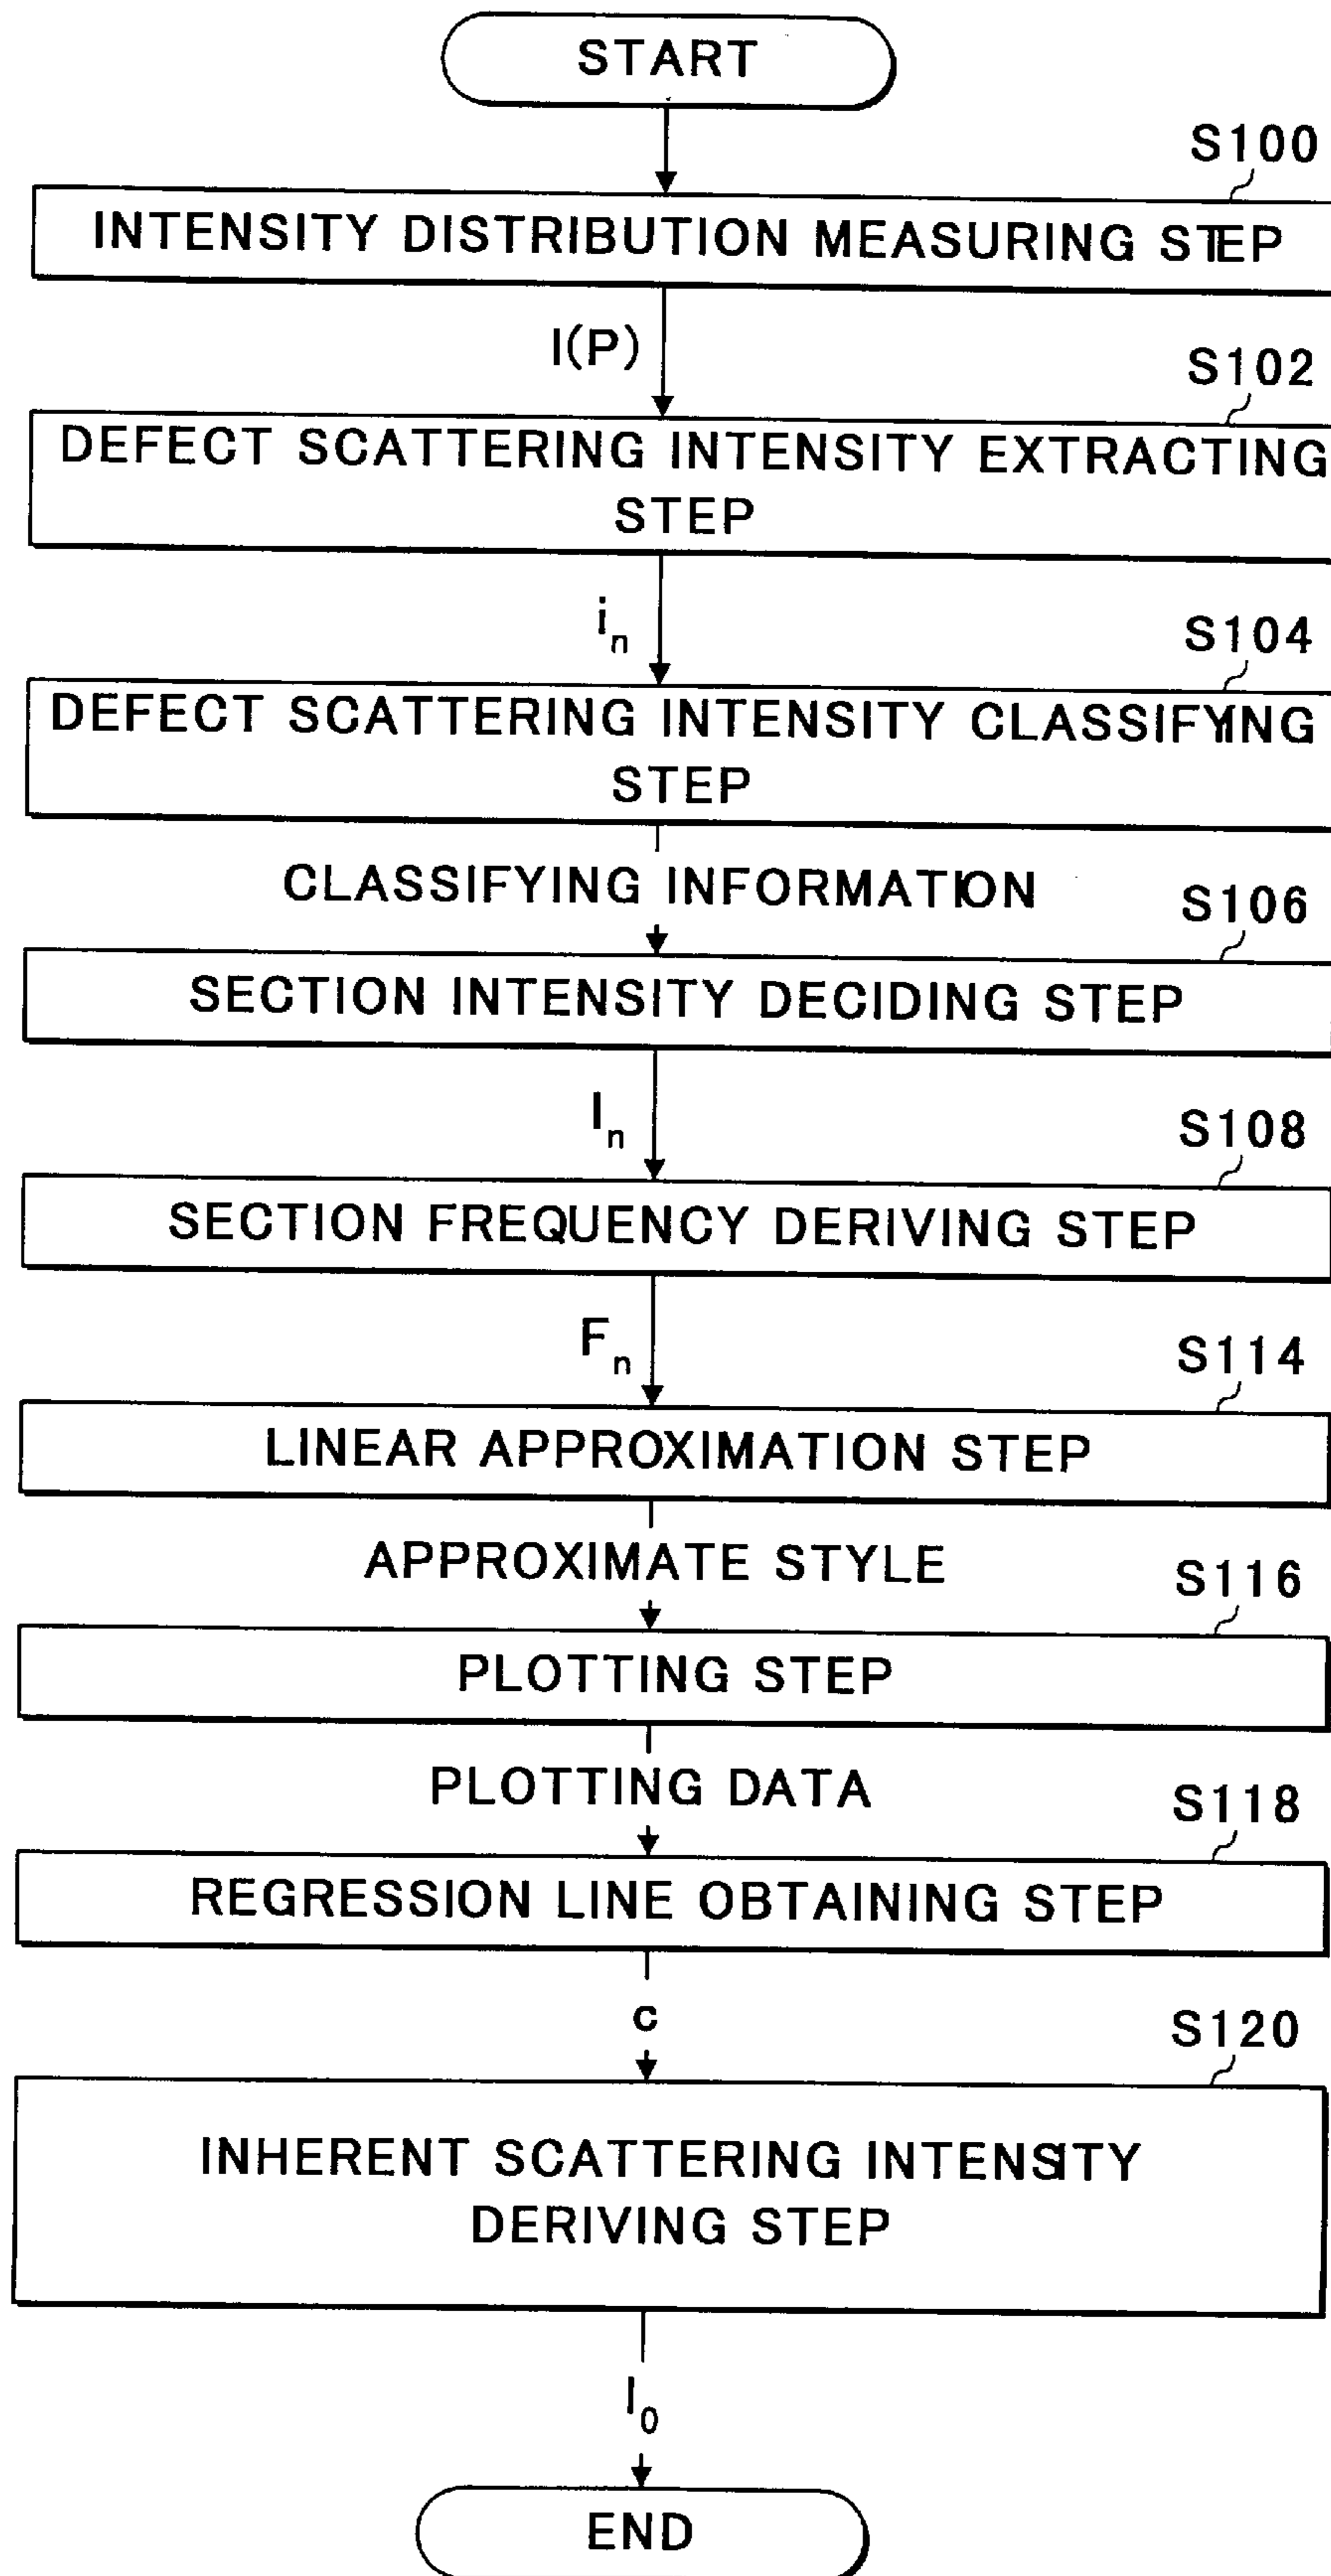 START
S100
INTENSITY DISTRIBUTION MEASURING STEP
I(P)
S102
DEFECT SCATTERING INTENSITY EXTRACTING
STEP
iₙ
S104
DEFECT SCATTERING INTENSITY CLASSIFYING
STEP
CLASSIFYING INFORMATION
S106
SECTION INTENSITY DECIDING STEP
Iₙ
S108
SECTION FREQUENCY DERIVING STEP
Fₙ
S114
LINEAR APPROXIMATION STEP
APPROXIMATE STYLE
S116
PLOTTING STEP
PLOTTING DATA
S118
REGRESSION LINE OBTAINING STEP
c
S120
INHERENT SCATTERING INTENSITY
DERIVING STEP
I₀
END